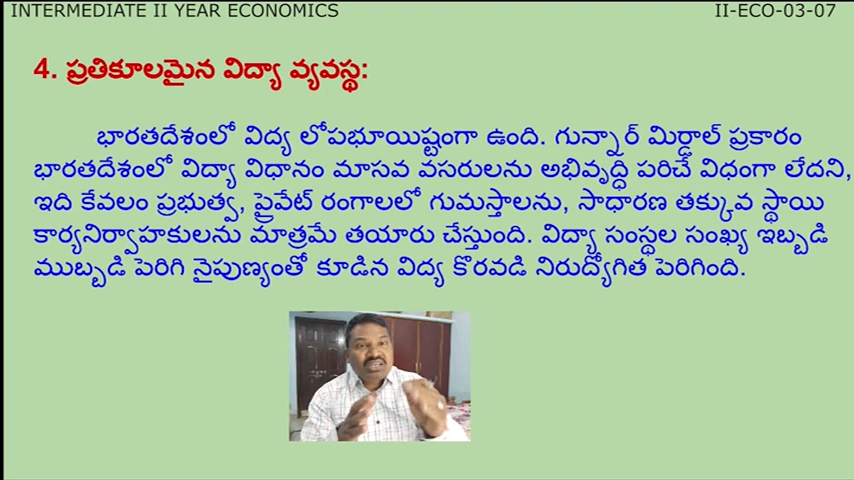 INTERMEDIATE II YEAR ECONOMICS
II-ECO-03-07
4. ప్రతికూలమైన విద్యా వ్యవస్థ:
భారతదేశంలో విద్య లోపభూయిష్టంగా ఉంది. గున్నార్ మిర్డాల్ ప్రకారం
భారతదేశంలో విద్యా విధానం మాసవ వసరులను అభివృద్ధి పరిచే విధంగా లేదని,
ఇది కేవలం ప్రభుత్వ, ప్రైవేట్ రంగాలలో గుమస్తాలను, సాధారణ తక్కువ స్థాయి
కార్యనిర్వాహకులను మాత్రమే తయారు చేస్తుంది. విద్యా సంస్థల సంఖ్య ఇబ్బడి
ముబ్బడి పెరిగి నైపుణ్యంతో కూడిన విద్య కొరవడి నిరుద్యోగిత పెరిగింది.